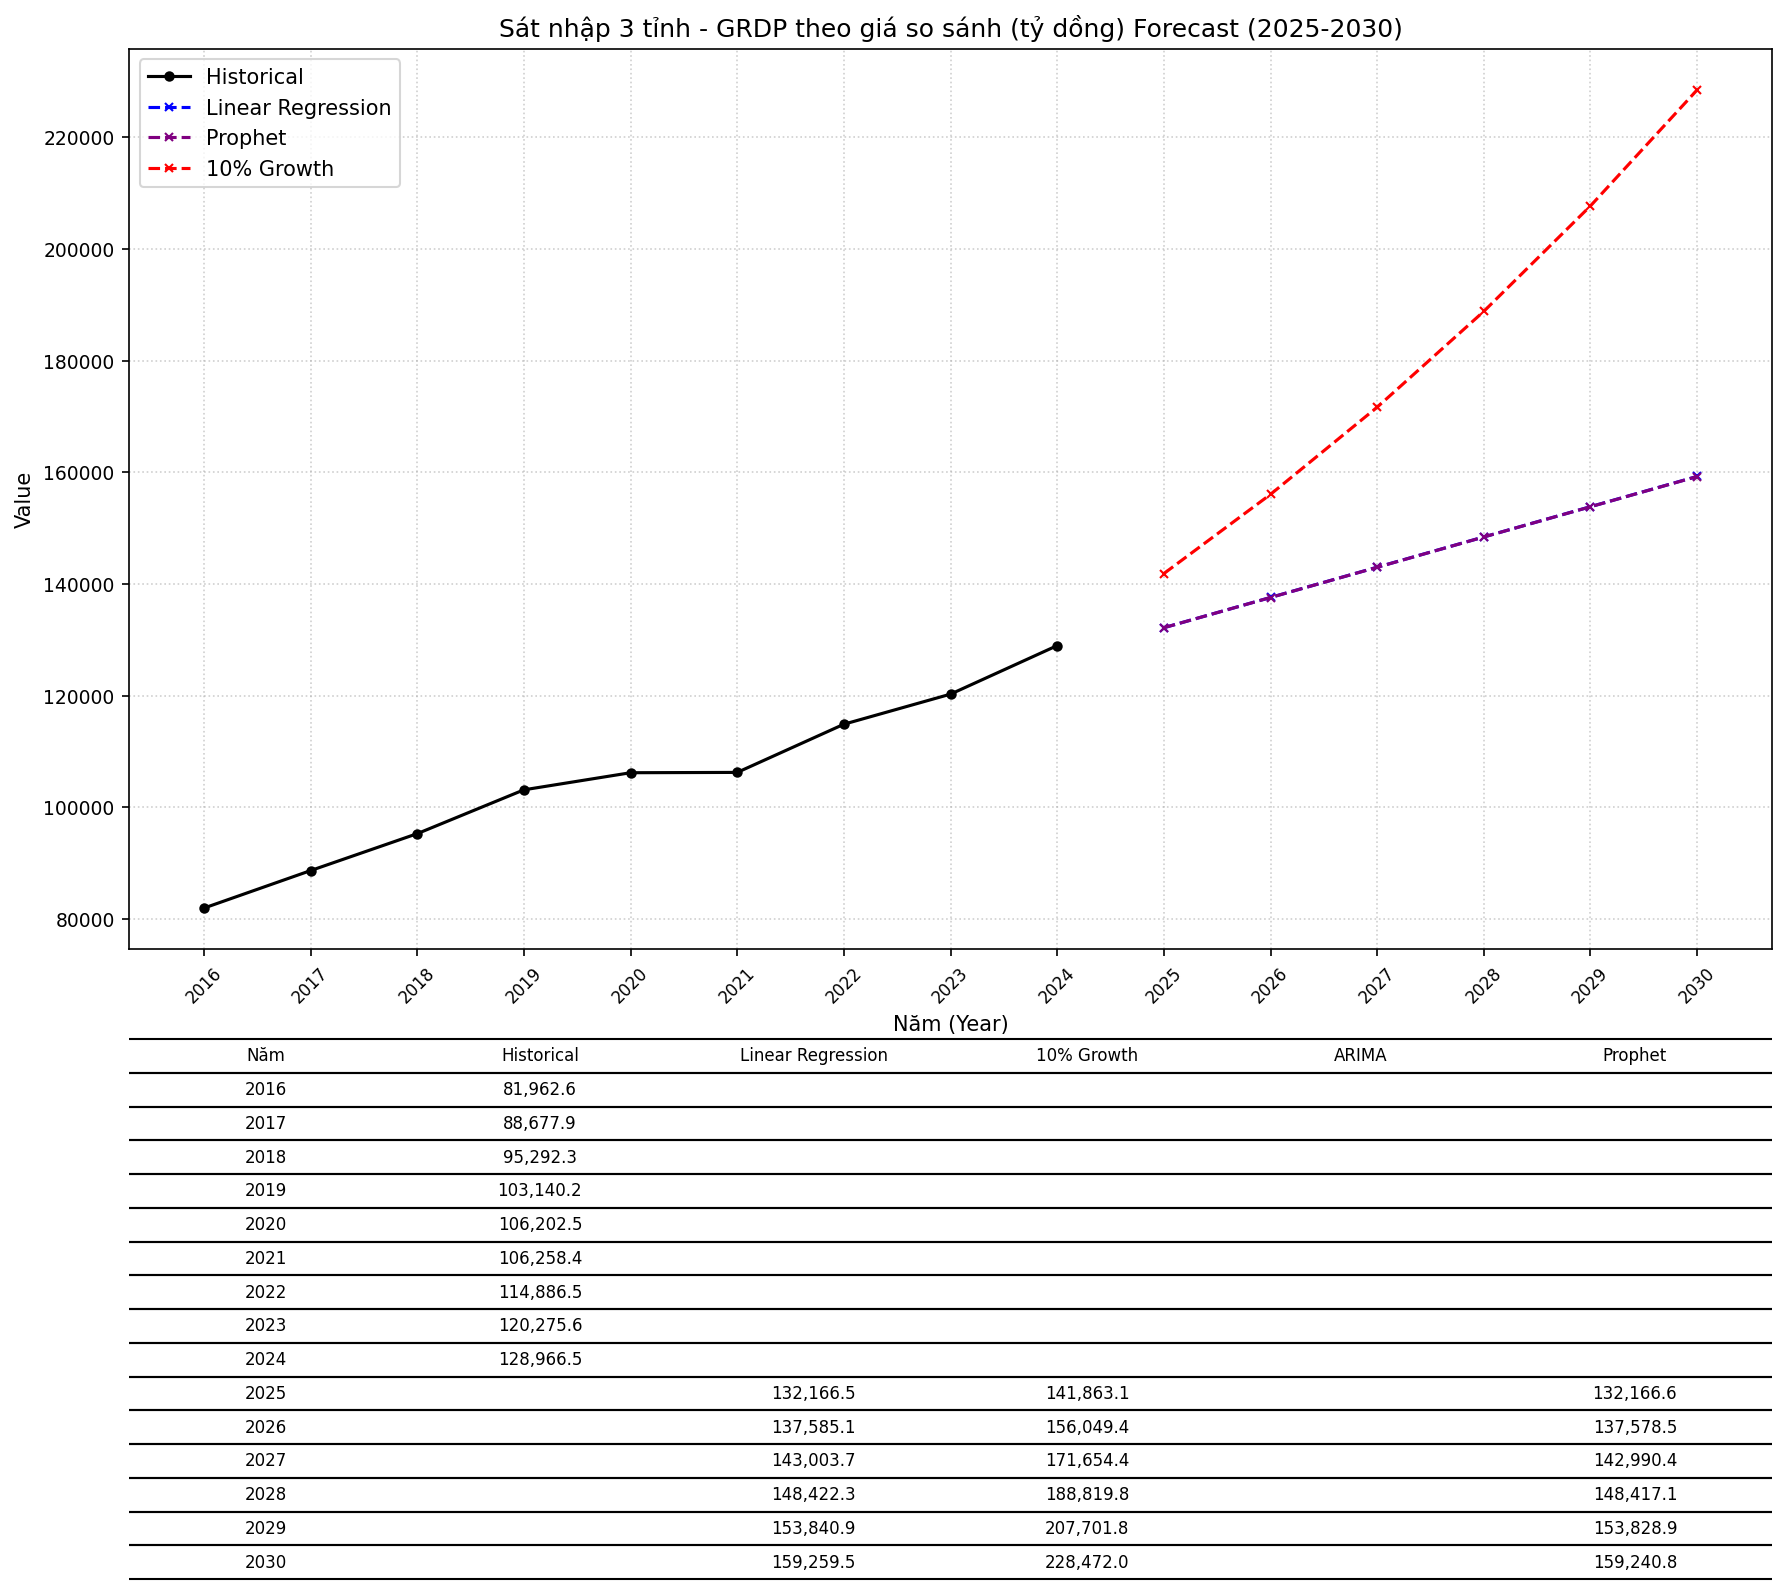 Sát nhập 3 tỉnh - GRDP theo giá so sánh (tỷ đồng) Forecast (2025-2030)
Historical
Linear Regression
Prophet
10% Growth
Value
220000
200000
180000
160000
140000
120000
100000
80000
2016 2017 2018 2019 2020 2021 2022 2023 2024 2025 2026 2027 2028 2029 2030
Năm (Year)
Năm Historical Linear Regression 10% Growth ARIMA Prophet
2016 81,962.6
2017 88,677.9
2018 95,292.3
2019 103,140.2
2020 106,202.5
2021 106,258.4
2022 114,886.5
2023 120,275.6
2024 128,966.5
2025 132,166.5 141,863.1 132,166.6
2026 137,585.1 156,049.4 137,578.5
2027 143,003.7 171,654.4 142,990.4
2028 148,422.3 188,819.8 148,417.1
2029 153,840.9 207,701.8 153,828.9
2030 159,259.5 228,472.0 159,240.8